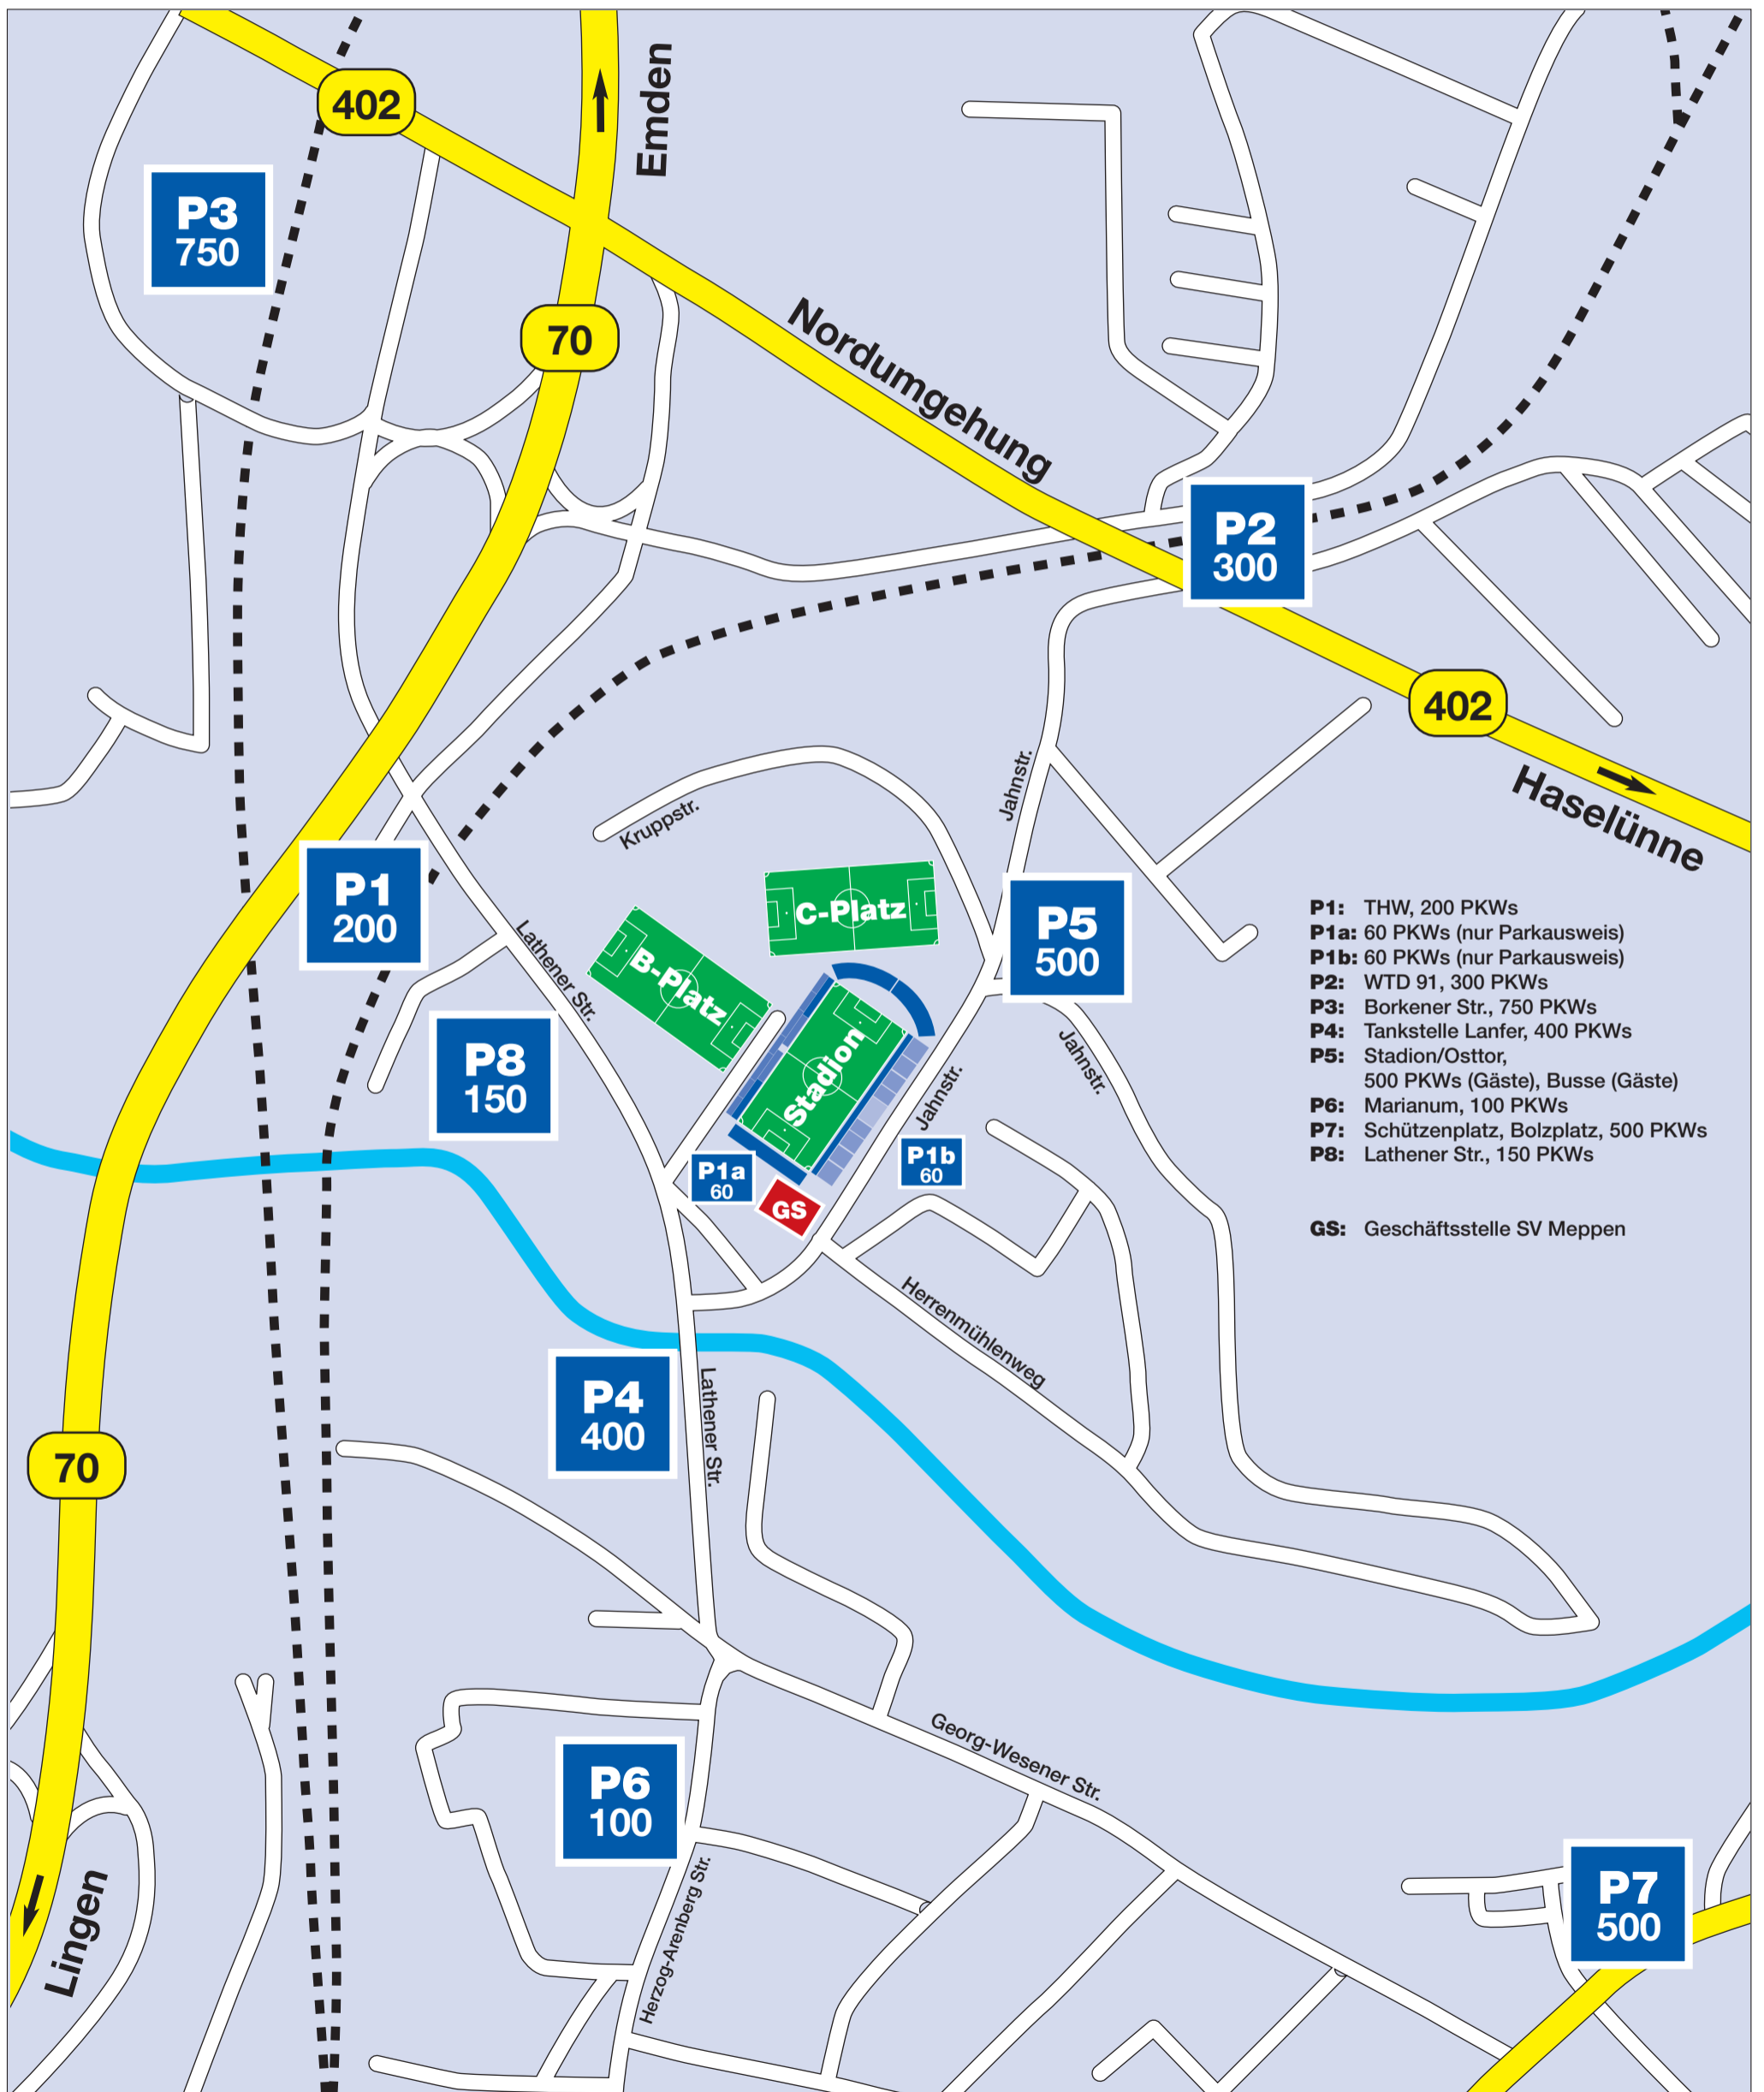 402
Emden
P3
750
70
Nordumgehung
P2
300
402
Haselünne
Jahnstr.
Kruppstr.
P1
200
Lathener Str.
C-Platz
B-Platz
Stadion
P5
500
P1: THW, 200 PKWs
P1a: 60 PKWs (nur Parkausweis)
P1b: 60 PKWs (nur Parkausweis)
P2: WTD 91, 300 PKWs
P3: Borkener Str., 750 PKWs
P4: Tankstelle Lanfer, 400 PKWs
P5: Stadion/Osttor,
500 PKWs (Gäste), Busse (Gäste)
P6: Marianum, 100 PKWs
P7: Schützenplatz, Bolzplatz, 500 PKWs
P8: Lathener Str., 150 PKWs
GS: Geschäftsstelle SV Meppen
P8
150
Jahnstr.
Jahnstr.
P1a
60
P1b
60
GS
Herrenmühlenweg
P4
400
Lathener Str.
70
Georg-Wesener Str.
P6
100
Herzog-Arenberg Str.
P7
500
Lingen